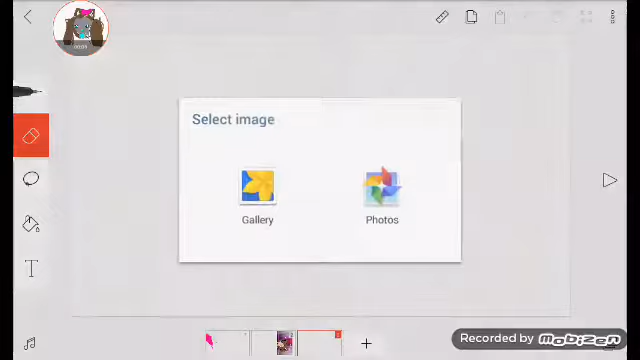 Select image
Gallery
Photos
T
Recorded by MOBIZEN